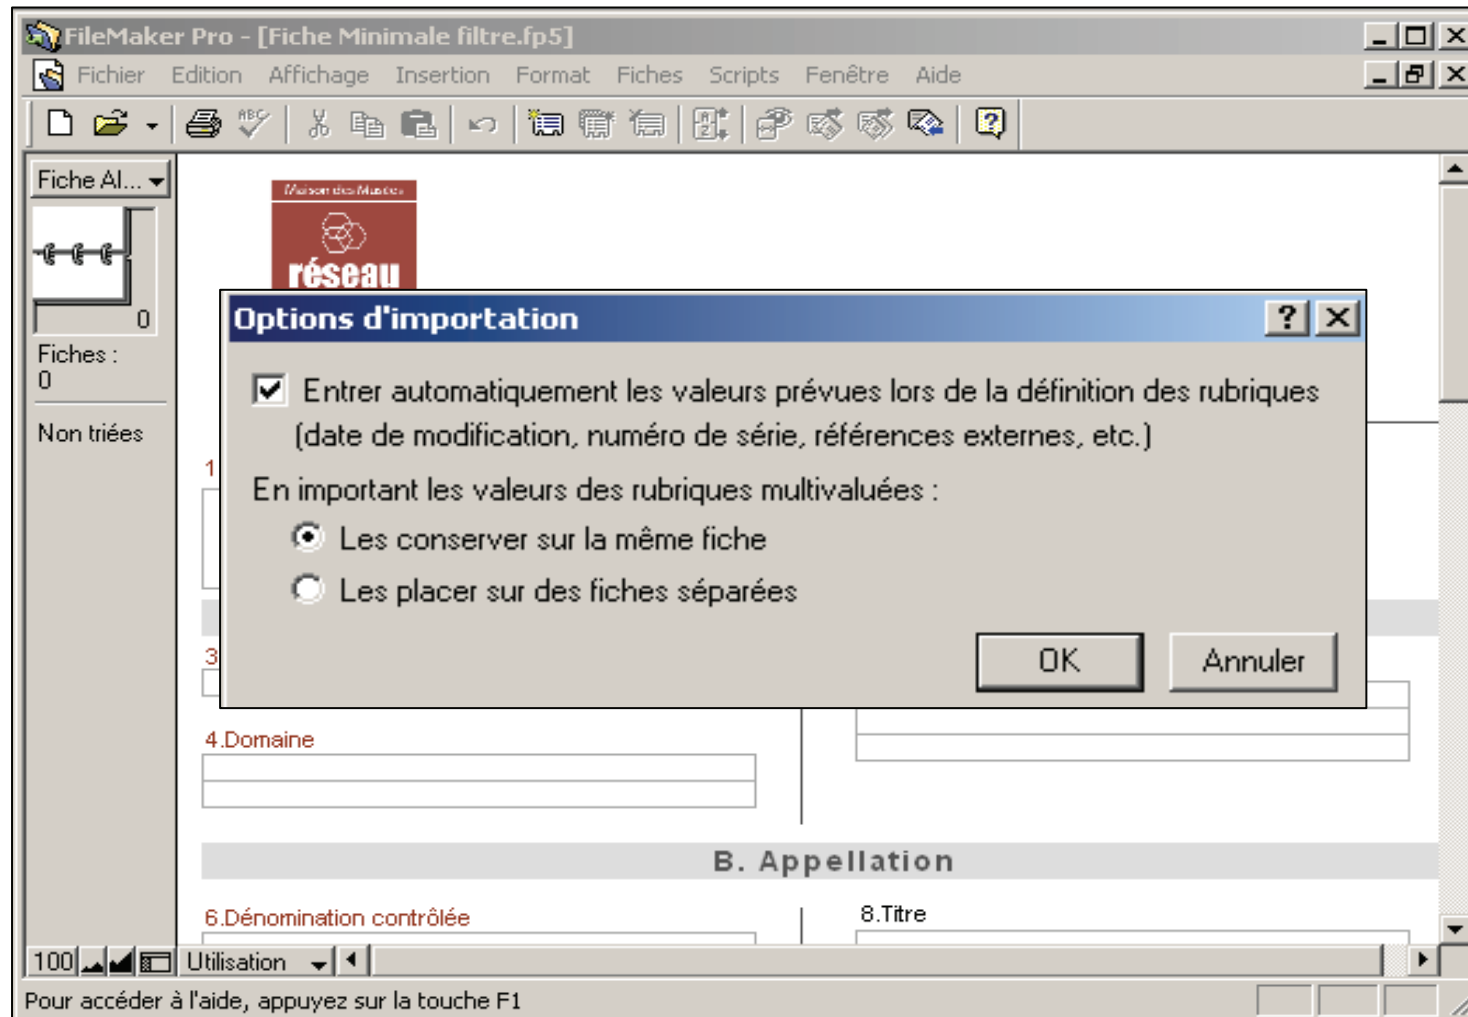 FileMaker Pro - [Fiche Minimale filtre.fp5]
Fichier Edition Affichage Insertion Format Fiches Scripts Fenêtre Aide
Fiche Al...
0
Fiches :
0
Non triées
Maison des Musées
réseau
Options d'importation
Entrer automatiquement les valeurs prévues lors de la définition des rubriques
(date de modification, numéro de série, références externes, etc.)
En important les valeurs des rubriques multivaluées :
Les conserver sur la même fiche
Les placer sur des fiches séparées
OK Annuler
1
3
4.Domaine
B. Appellation
6.Dénomination contrôlée
8.Titre
100 Utilisation
Pour accéder à l'aide, appuyez sur la touche F1